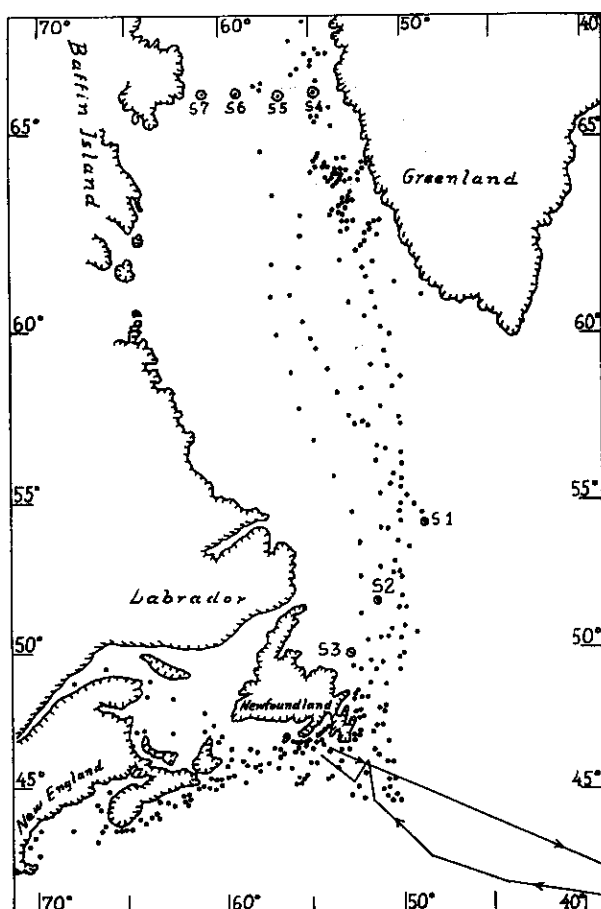 70° 60° 50°
Baffin Island
S7 S6 S5 S4
65° 65°
Greenland
60° 60°
55° 55°
S1
S2
Labrador
50° S3 50°
Newfoundland
45° 45°
New England
70° 60° 50° 40°